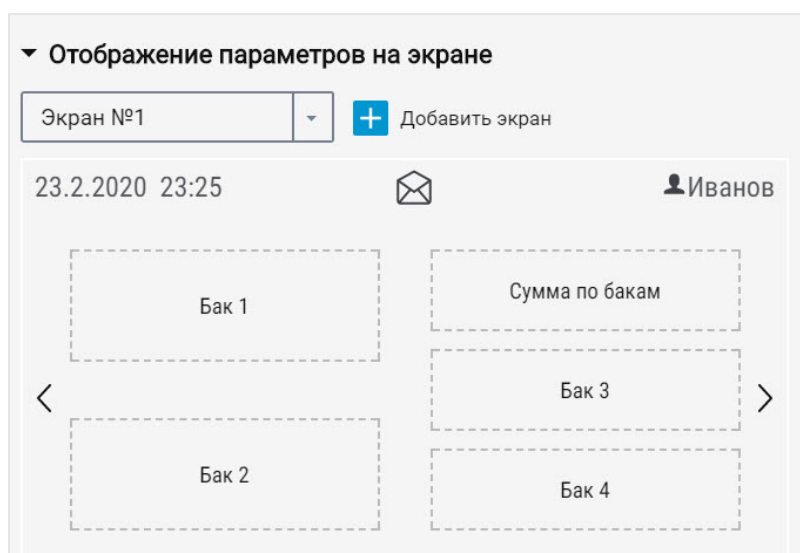 Отображение параметров на экране
Экран №1
Добавить экран
23.2.2020 23:25
Иванов
Бак 1
Сумма по бакам
Бак 3
Бак 2
Бак 4